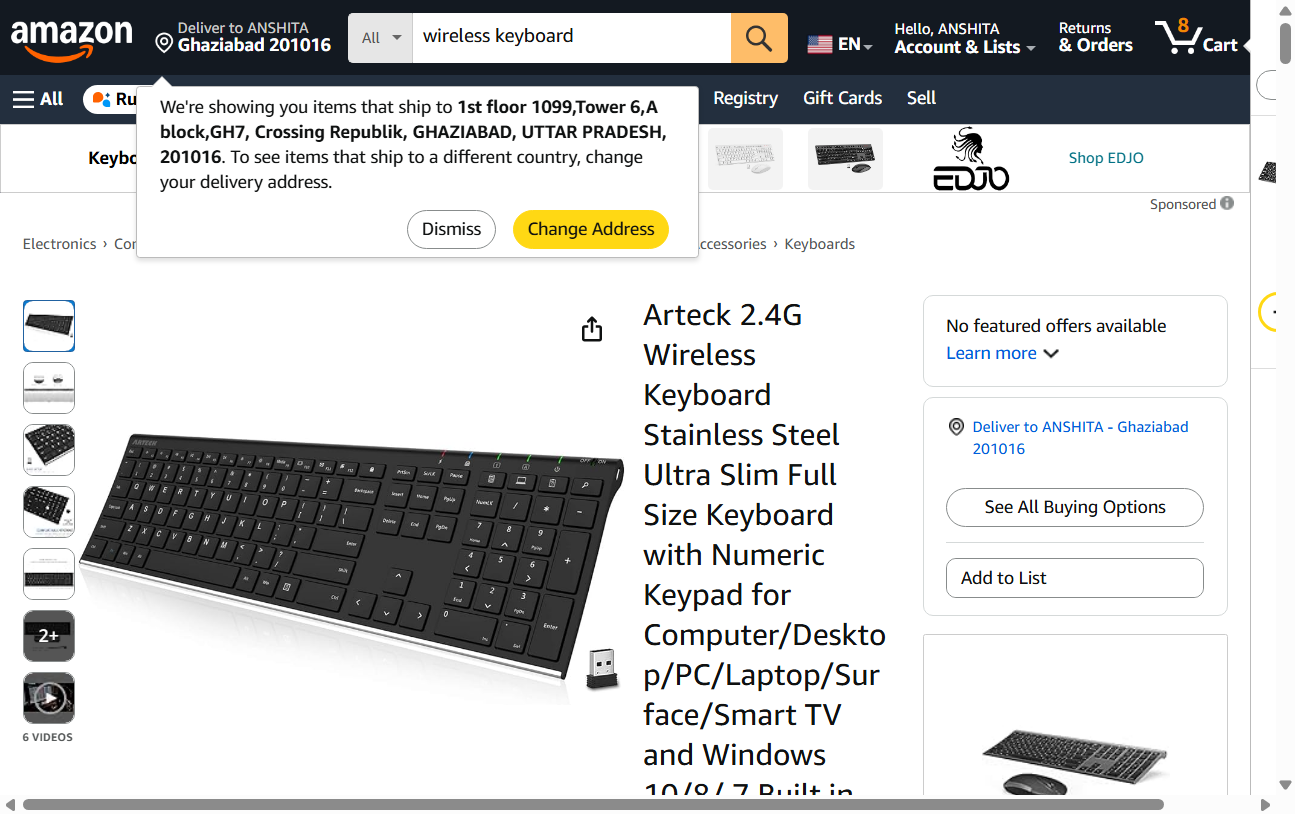 amazon
Deliver to ANSHITA
Ghaziabad 201016
All
wireless keyboard
EN
Hello, ANSHITA
Account & Lists
Returns
& Orders
8
Cart
All
Ru
Registry
Gift Cards
Sell
We're showing you items that ship to 1st floor 1099,Tower 6,A
block,GH7, Crossing Republik, GHAZIABAD, UTTAR PRADESH,
201016. To see items that ship to a different country, change
your delivery address.
Dismiss
Change Address
Keybo
EDJO
Shop EDJO
Sponsored
Electronics › Cor
ccessories › Keyboards
2+
6 VIDEOS
ARTECK
Arteck 2.4G
Wireless
Keyboard
Stainless Steel
Ultra Slim Full
Size Keyboard
with Numeric
Keypad for
Computer/Deskto
p/PC/Laptop/Sur
face/Smart TV
and Windows
10/8/ 7 Built in
No featured offers available
Learn more
Deliver to ANSHITA - Ghaziabad
201016
See All Buying Options
Add to List